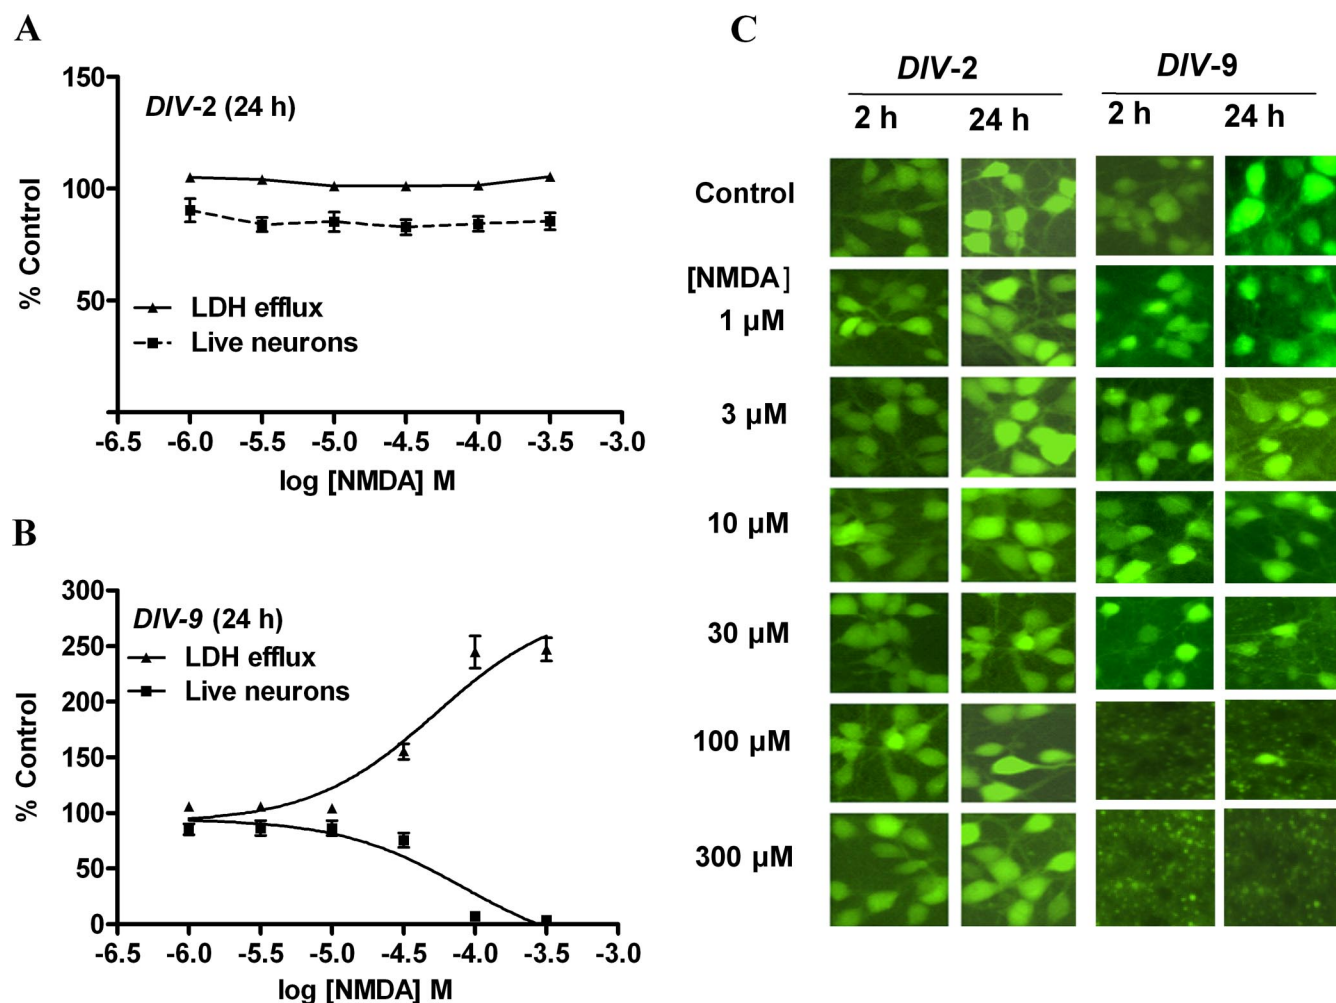 A
DIV-2 (24 h)
% Control
150
100
50
LDH efflux
Live neurons
-6.5 -6.0 -5.5 -5.0 -4.5 -4.0 -3.5 -3.0
log [NMDA] M
B
DIV-9 (24 h)
LDH efflux
Live neurons
% Control
300
250
200
150
100
50
0
-6.5 -6.0 -5.5 -5.0 -4.5 -4.0 -3.5 -3.0
log [NMDA] M
C
DIV-2 DIV-9
2 h 24 h 2 h 24 h
Control
[NMDA]
1 µM
3 µM
10 µM
30 µM
100 µM
300 µM